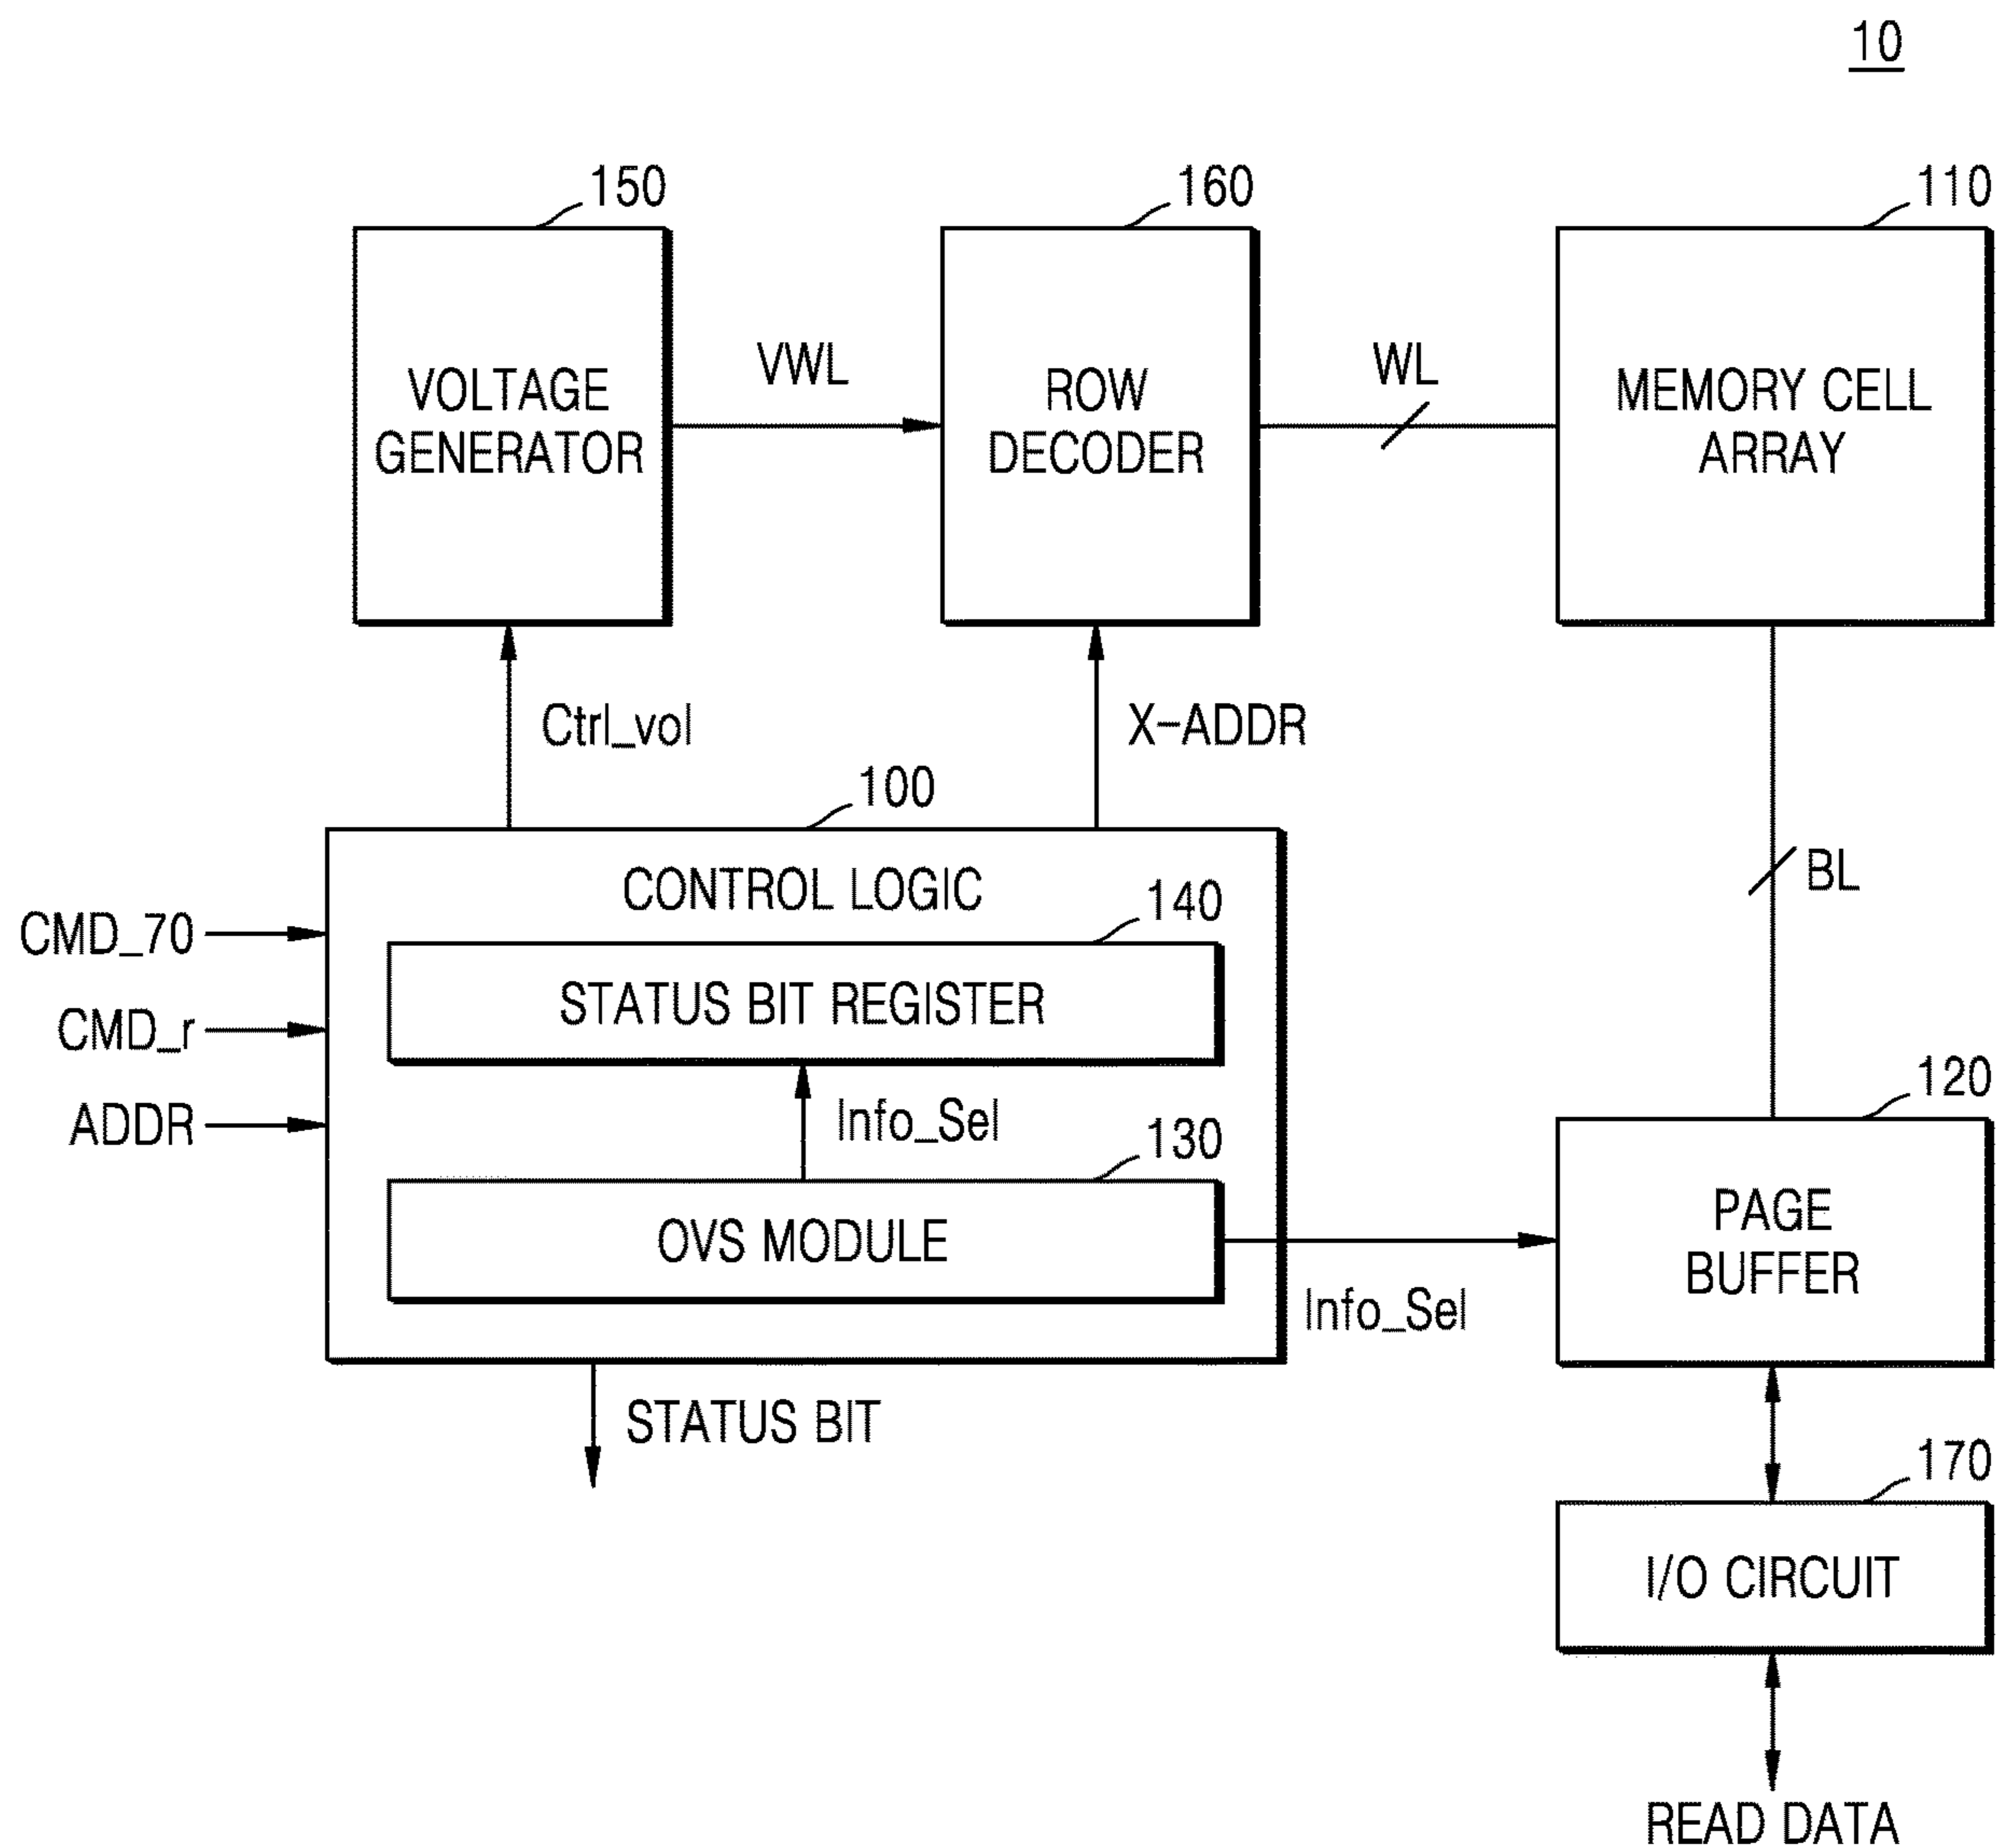 10
150
160
110
VOLTAGE
GENERATOR
VWL
ROW
DECODER
WL
MEMORY CELL
ARRAY
Ctrl_vol
X-ADDR
100
CONTROL LOGIC
BL
CMD_70
CMD_r
ADDR
140
STATUS BIT REGISTER
Info_Sel
130
OVS MODULE
Info_Sel
120
PAGE
BUFFER
STATUS BIT
170
I/O CIRCUIT
READ DATA